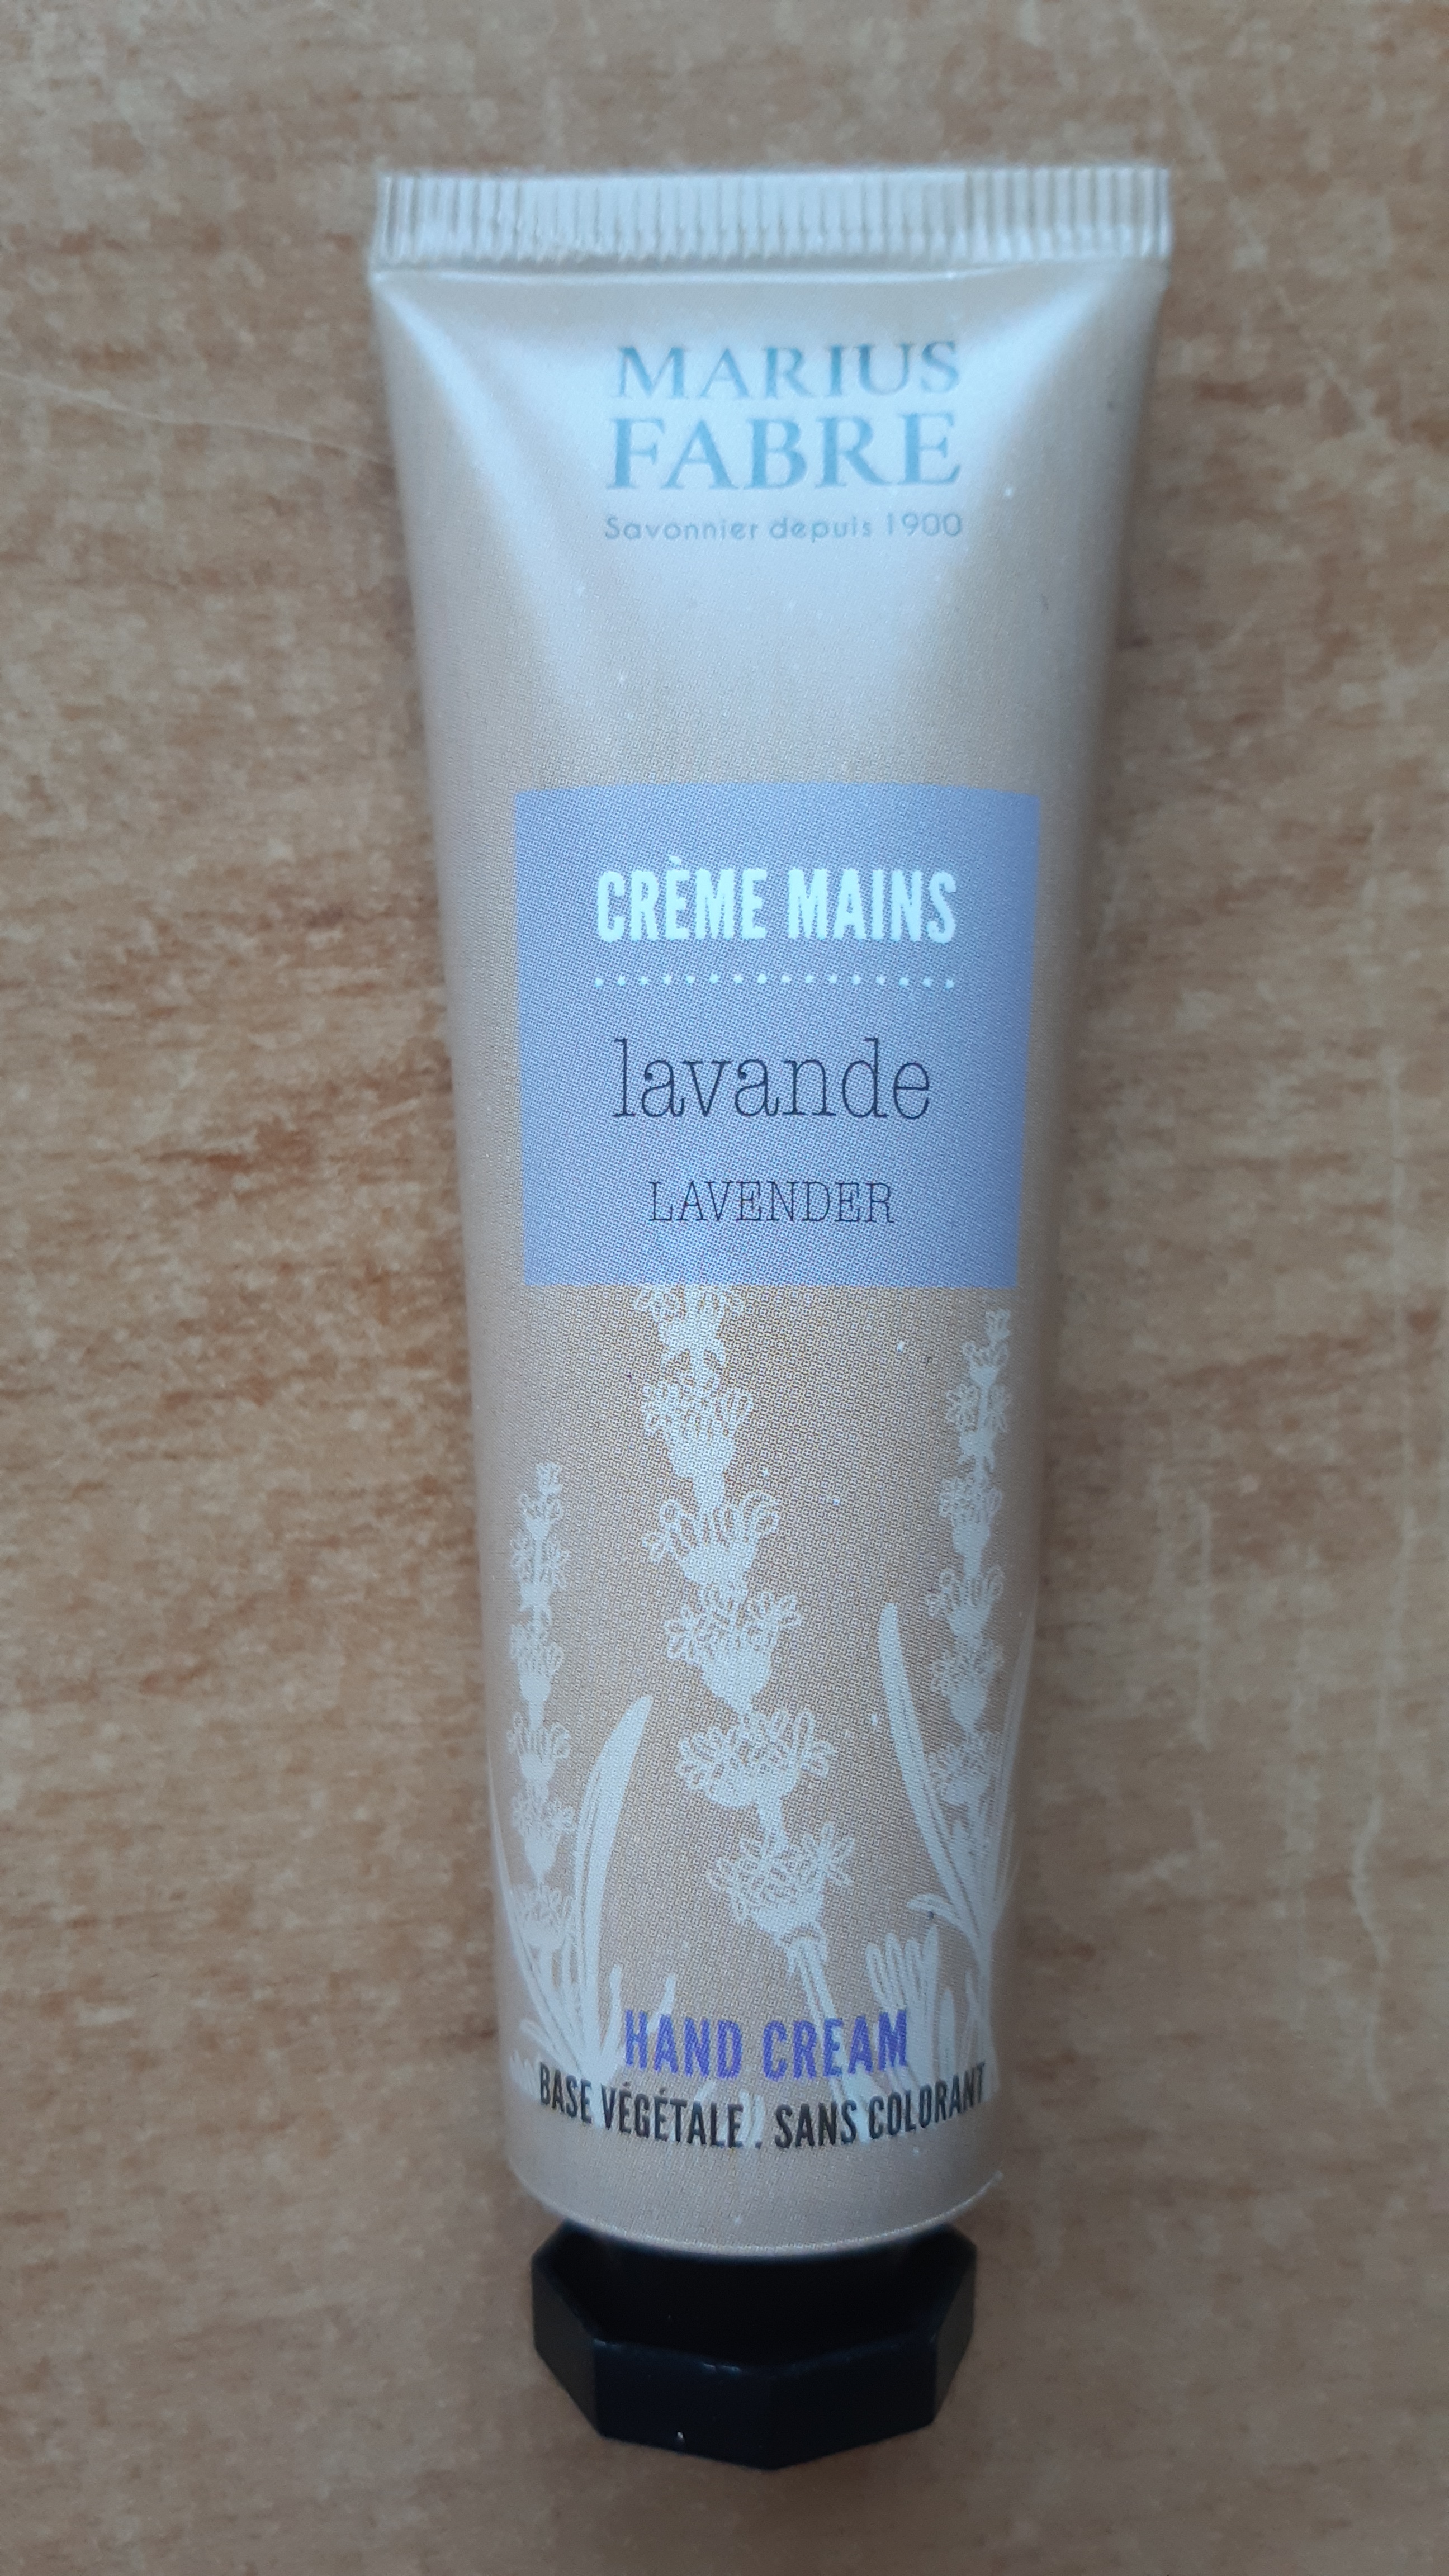 MARIUS
FABRE
Savonnier depuis 1900
CRÈME MAINS
lavande
LAVENDER
HAND CREAM
BASE VÉGÉTALE . SANS COLORANT